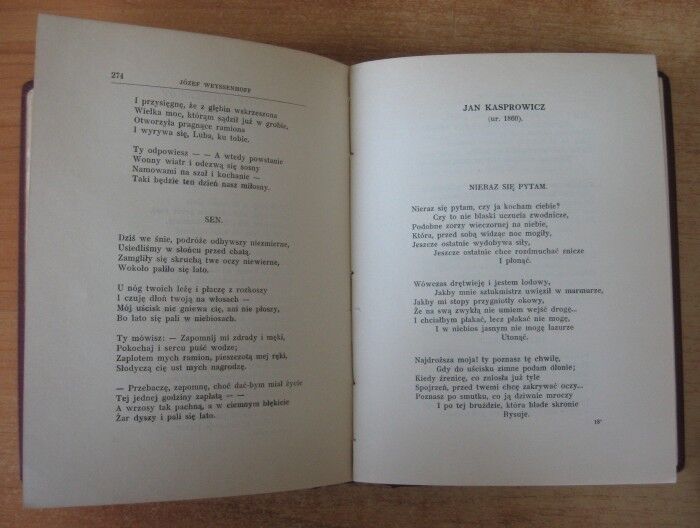 274
JÓZEF WEYSSENHOFF
I przysięgnę, że z głębin wskrzeszona
Wielka moc, którąm sądził już w grobie,
Otworzyła pragnące ramiona
I wyrywa się, Luba, ku tobie.
Ty odpowiesz — — A wtedy powstanie
Wonny wiatr i odezwą się sosny
Namowami na szał i kochanie —
Taki będzie ten dzień nasz miłosny.
SEN.
Dziś we śnie, podróże odbywszy niezmierne,
Usiedliśmy w słońcu przed chatą.
Zamgliły się skruchą twe oczy niewierne,
Wokoło paliło się lato.
U nóg twoich leżę i płaczę z rozkoszy
I czuję dłoń twoją na włosach —
Mój uścisk nie gniewa cię, ani nie płoszy,
Bo lato się pali w niebiosach.
Ty mówisz: — Zapomnij mi zdrady i męki,
Pokochaj i sercu puść wodze;
Zaplotem mych ramion, pieszczotą mej ręki,
Słodyczą cię ust mych nagrodzę.
— Przebaczę, zapomnę, choć dać-bym miał życie
Tej jednej godziny zapłatą — —
A wrzosy tak pachną, a w ciemnym błękicie
Żar dyszy i pali się lato.
JAN KASPROWICZ
(ur. 1860).
NIERAZ SIĘ PYTAM.
Nieraz się pytam, czy ja kocham ciebie?
Czy to nie blaski uczucia zwodnicze,
Podobne zorzy wieczornej na niebie,
Która, przed sobą widząc noc mogiły,
Jeszcze ostatnie wydobywa siły,
Jeszcze ostatnie chce rozdmuchać znicze
I płonąć.
Wówczas drętwieję i jestem lodowy,
Jakby mnie sztukmistrz uwięził w marmurze,
Jakby mi stopy przygniotły okowy,
Że na swą zwykłą nie umiem wejść drogę...
I chciałbym płakać, lecz płakać nie mogę,
I w niebios jasnym nie mogę lazurze
Utonąć.
Najdroższa moja! ty poznasz tę chwilę,
Gdy do uścisku zimne podam dłonie;
Kiedy źrenicę, co zniosła już tyle
Spojrzeń, przed twemi chcę zakrywać oczy...
Poznasz po smutku, co ją dziwnie mroczy
I po tej bruździe, która blade skronie
Rysuje.
18*